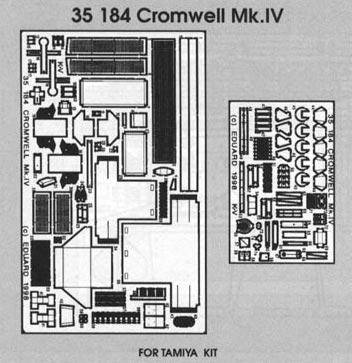 35 184 Cromwell Mk.IV
KV
35 184 CROMWELL Mk.IV
(c) EDUARD 1998
35 184 CROMWELL Mk.IV
(c) EDUARD 1998 KV
FOR TAMIYA KIT